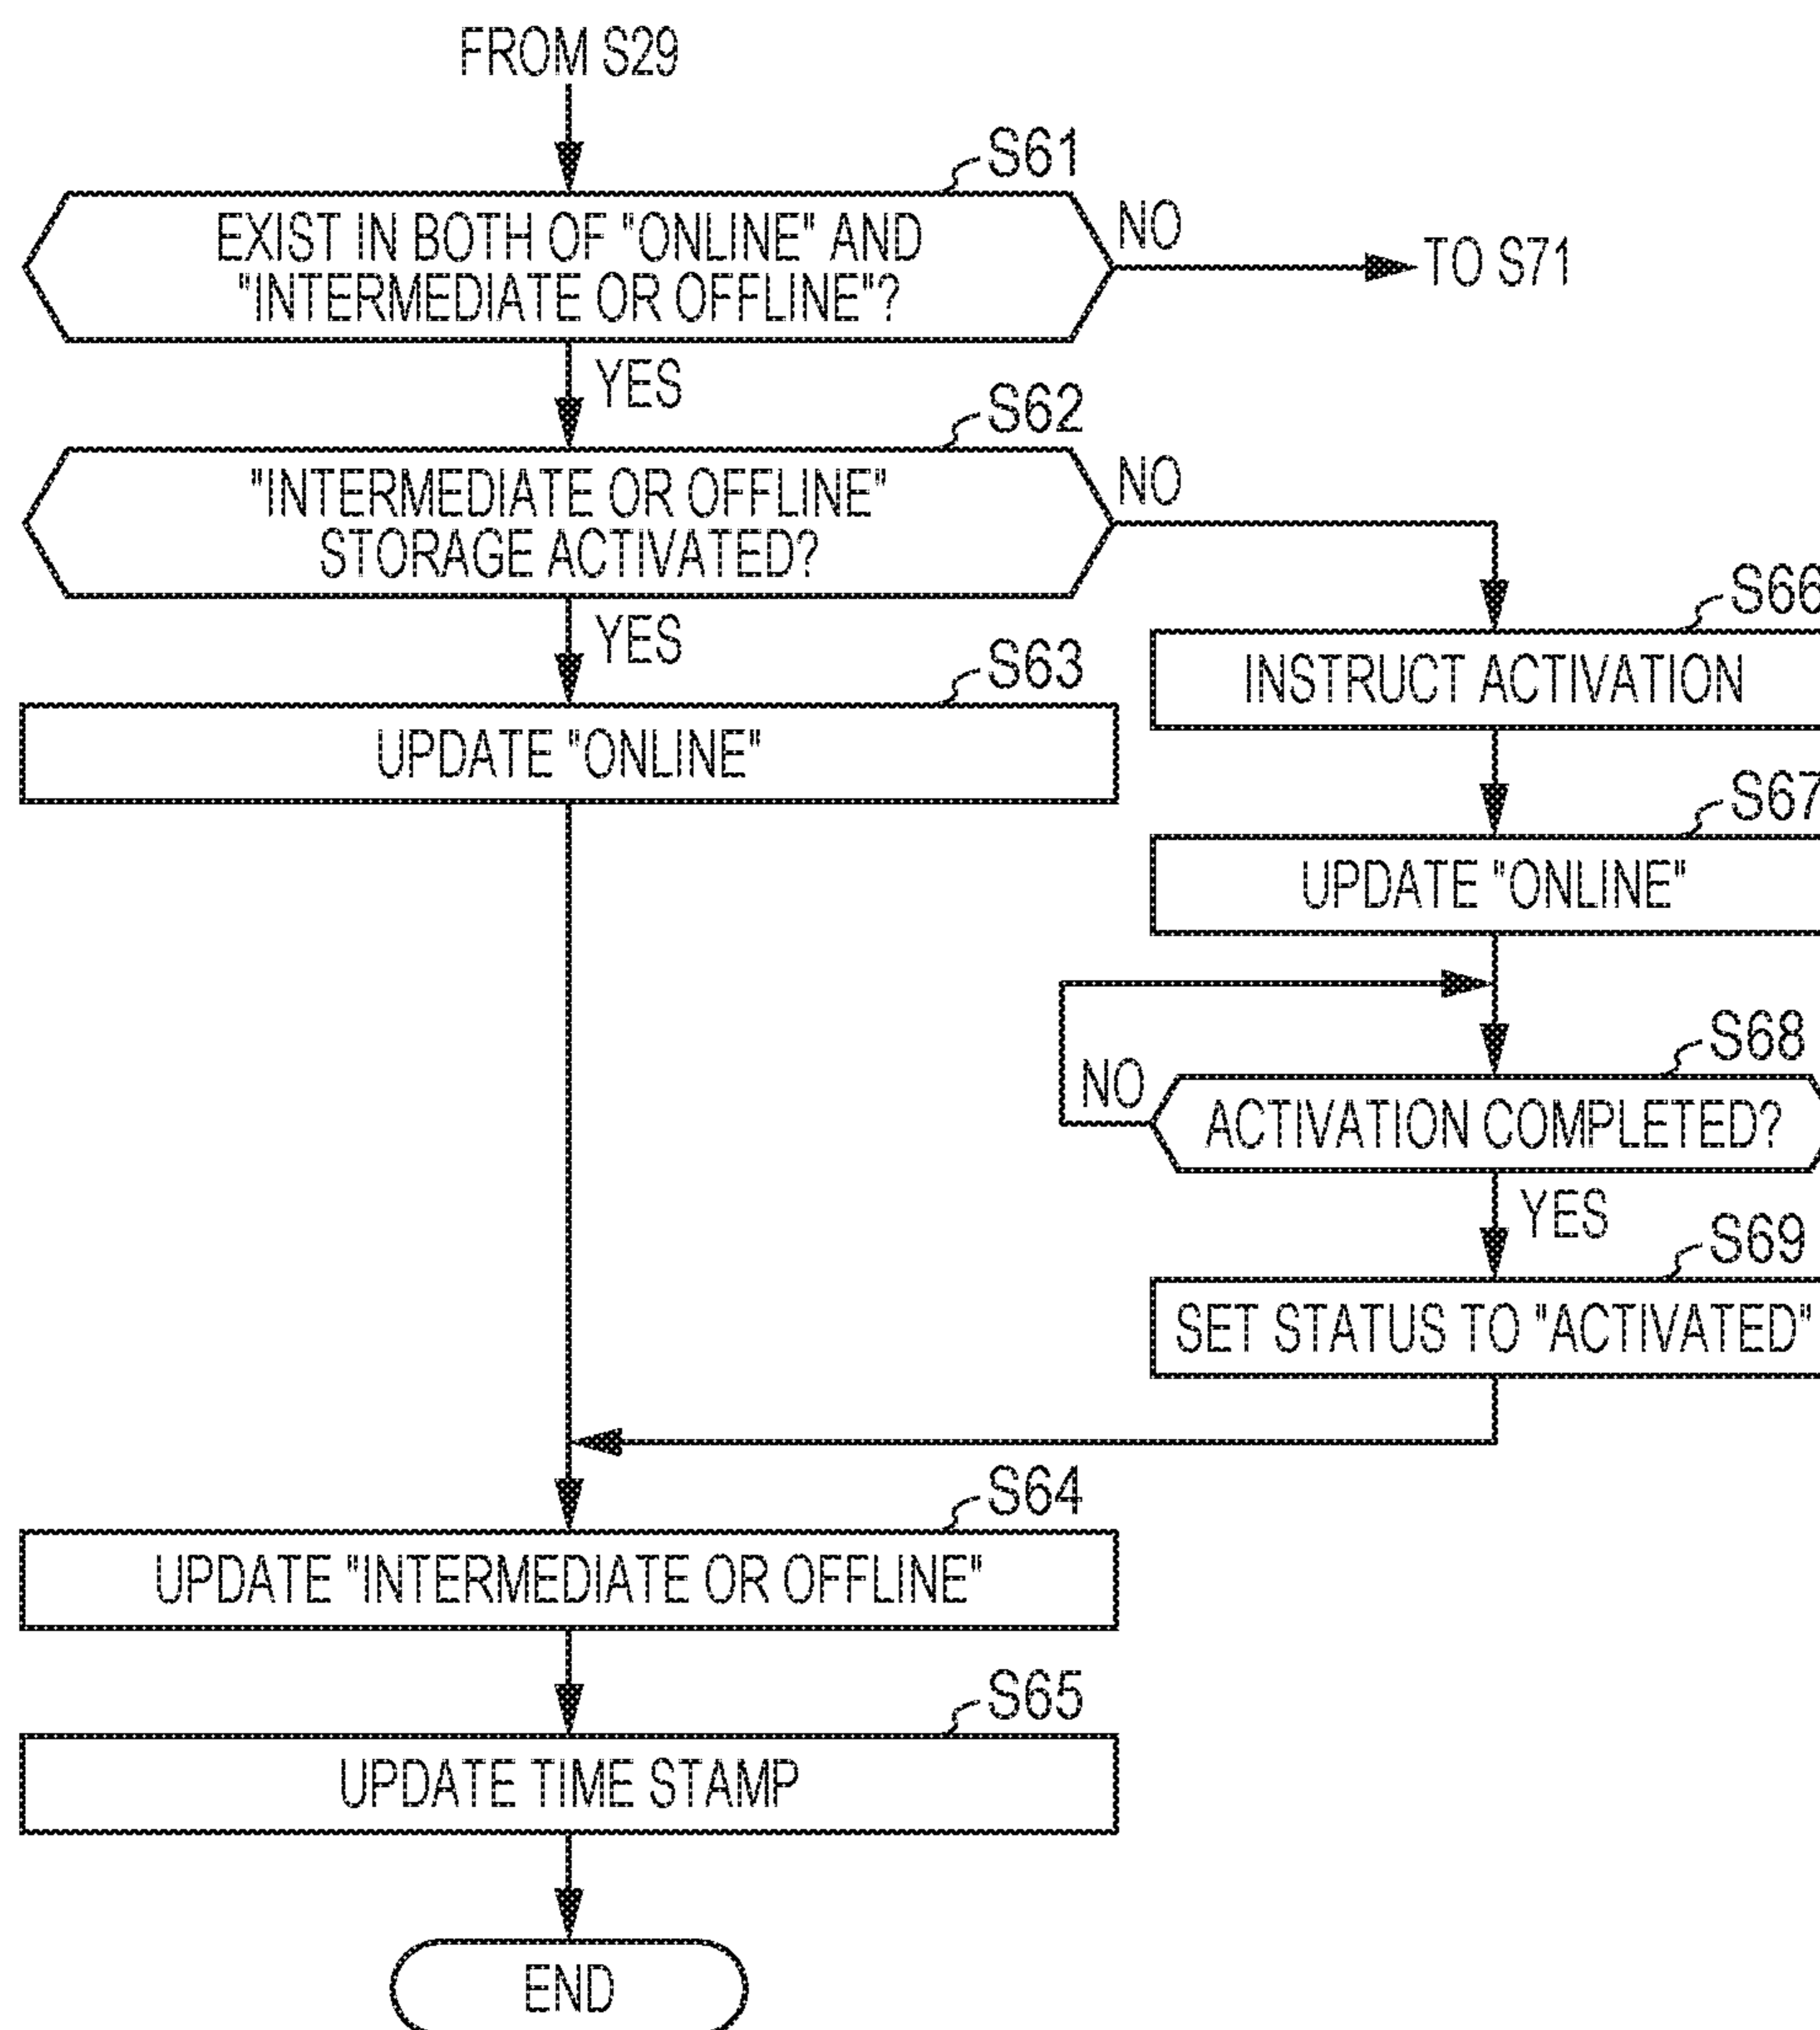 FROM S29
S61
EXIST IN BOTH OF "ONLINE" AND
"INTERMEDIATE OR OFFLINE"?
NO
TO S71
YES
S62
"INTERMEDIATE OR OFFLINE"
STORAGE ACTIVATED?
NO
YES
S66
INSTRUCT ACTIVATION
S63
UPDATE "ONLINE"
S67
UPDATE "ONLINE"
S68
NO
ACTIVATION COMPLETED?
YES
S69
SET STATUS TO "ACTIVATED"
S64
UPDATE "INTERMEDIATE OR OFFLINE"
S65
UPDATE TIME STAMP
END